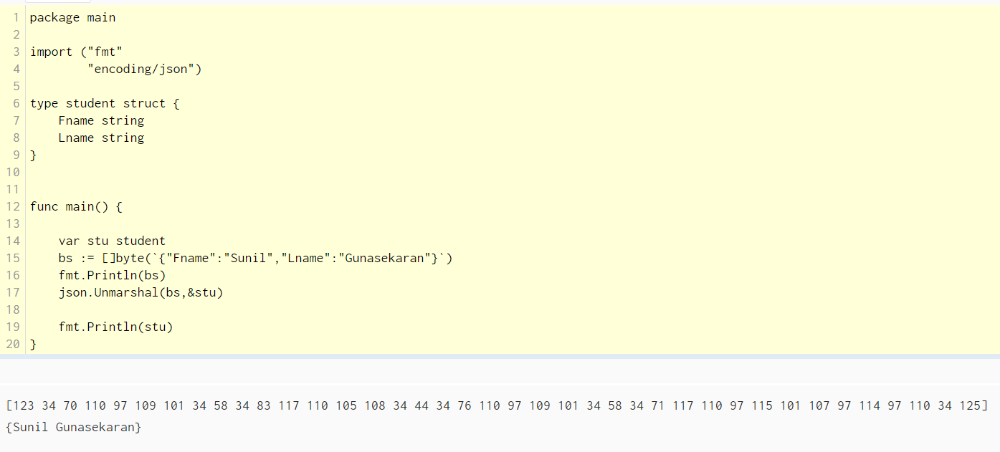 1 package main
2
3 import ("fmt"
4         "encoding/json")
5
6 type student struct {
7     Fname string
8     Lname string
9 }
10
11
12 func main() {
13
14     var stu student
15     bs := []byte(`{"Fname":"Sunil","Lname":"Gunasekaran"}`)
16     fmt.Println(bs)
17     json.Unmarshal(bs,&stu)
18
19     fmt.Println(stu)
20 }
[123 34 70 110 97 109 101 34 58 34 83 117 110 105 108 34 44 34 76 110 97 109 101 34 58 34 71 117 110 97 115 101 107 97 114 97 110 34 125]
{Sunil Gunasekaran}